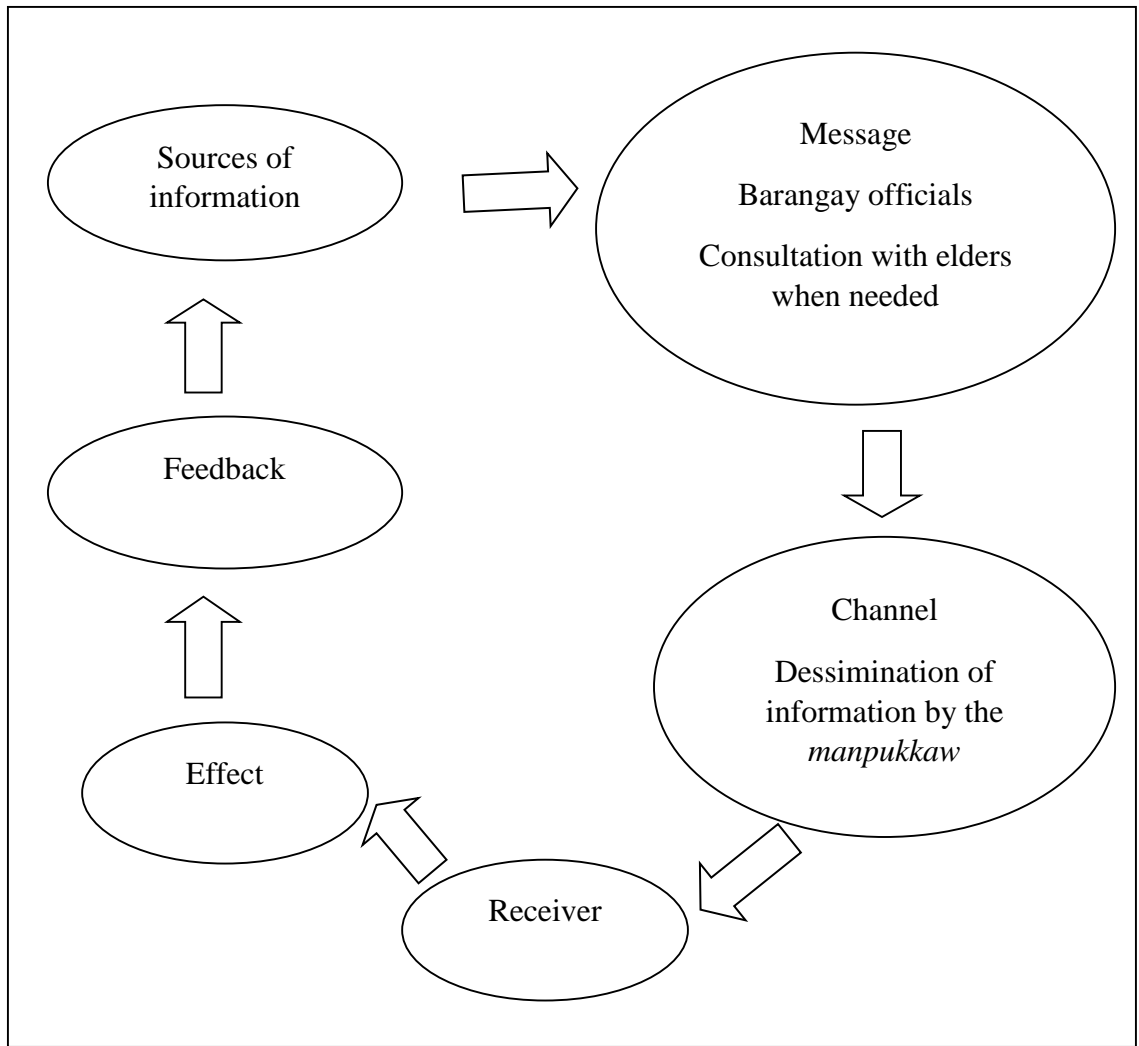 Sources of
information
Message
Barangay officials
Consultation with elders
when needed
Channel
Dessimination of
information by the
manpukkaw
Receiver
Effect
Feedback